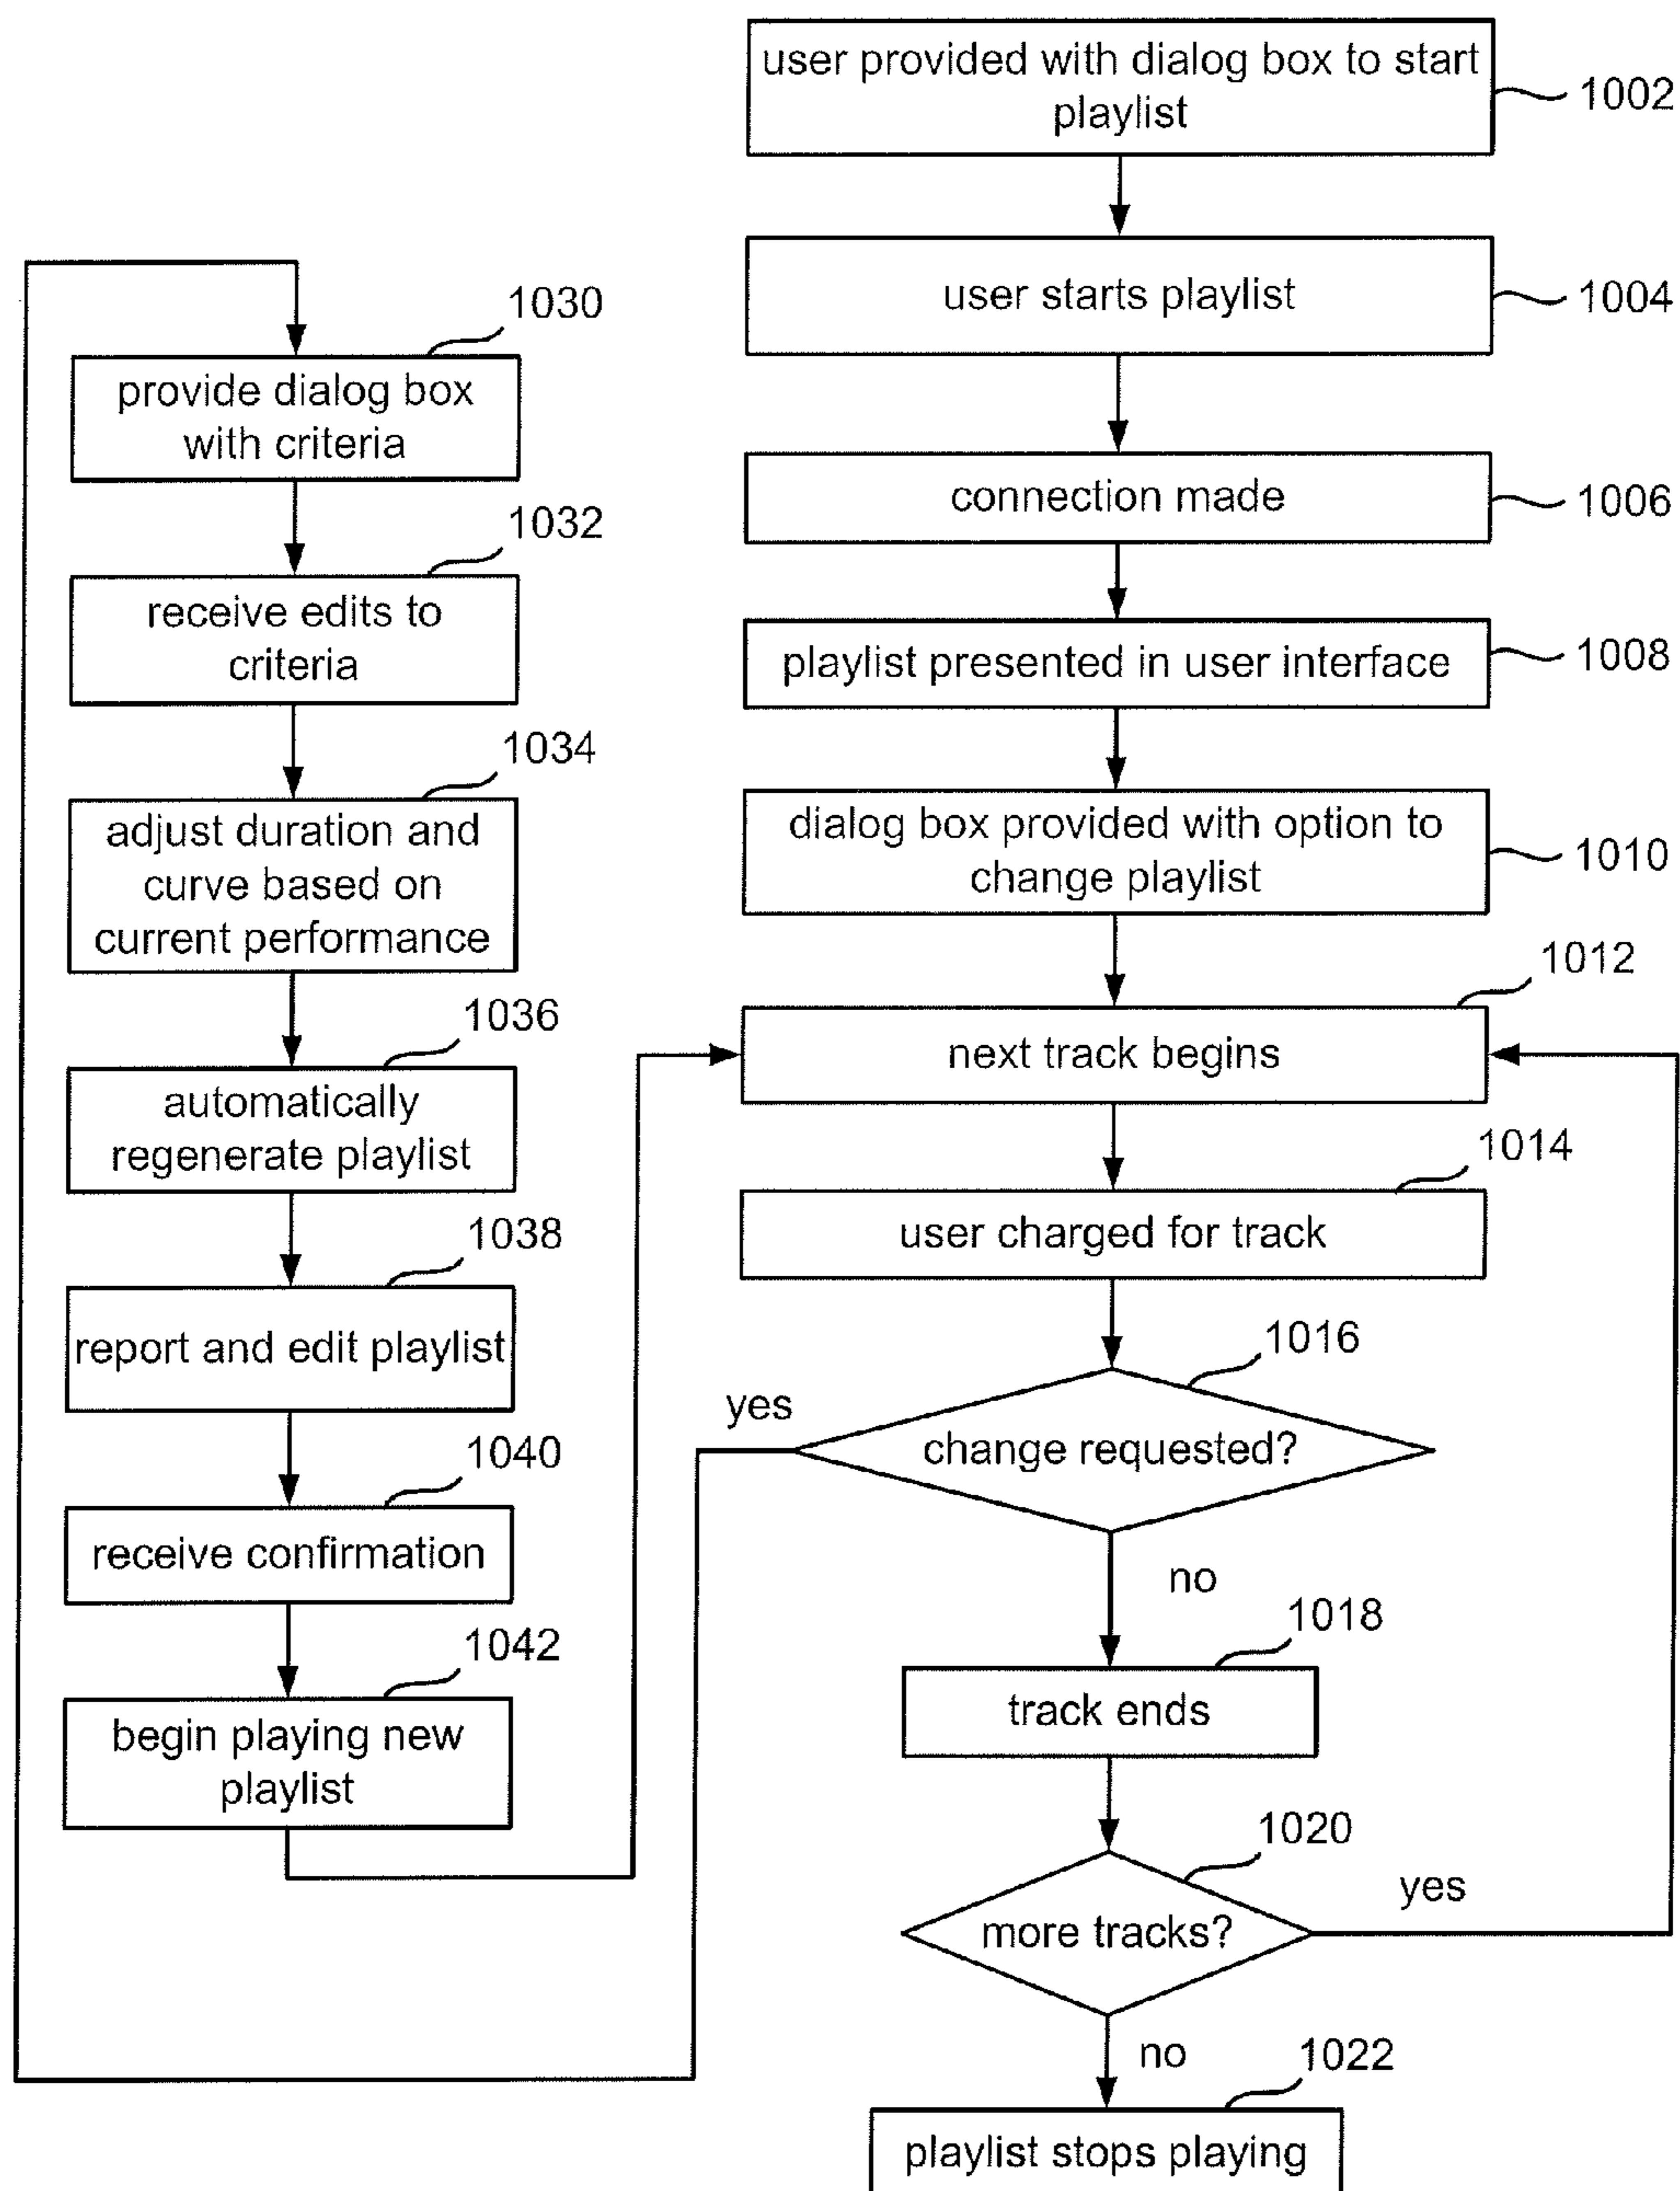 user provided with dialog box to start
playlist
1002
user starts playlist
1004
connection made
1006
playlist presented in user interface
1008
dialog box provided with option to
change playlist
1010
1012
next track begins
1014
user charged for track
1016
change requested?
yes
no
1018
track ends
1020
more tracks?
yes
no
1022
playlist stops playing
1030
provide dialog box
with criteria
1032
receive edits to
criteria
1034
adjust duration and
curve based on
current performance
1036
automatically
regenerate playlist
1038
report and edit playlist
1040
receive confirmation
1042
begin playing new
playlist